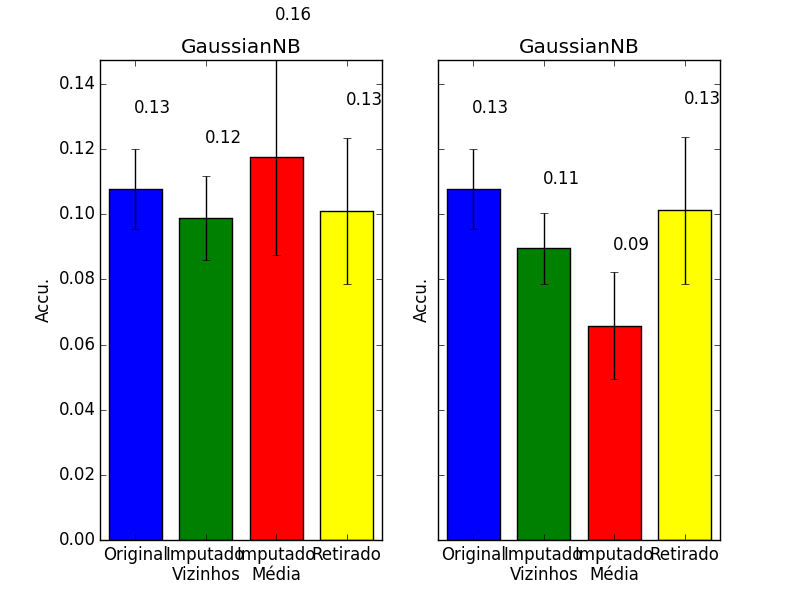 0.16
GaussianNB
0.14
0.12
0.10
0.08
0.06
0.04
0.02
0.00
Accu.
0.13
0.12
0.13
Original
Imputado
Vizinhos
Imputado
Média
Retirado
GaussianNB
Accu.
0.13
0.11
0.09
0.13
Original
Imputado
Vizinhos
Imputado
Média
Retirado